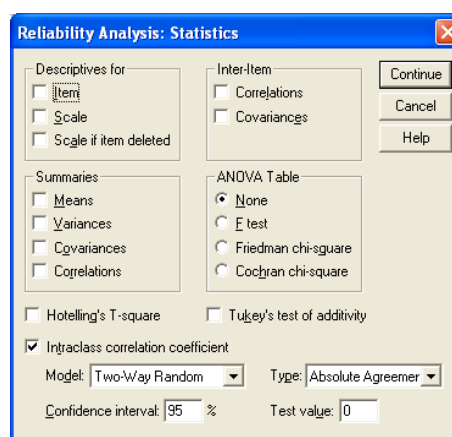 Reliability Analysis: Statistics
Descriptives for
Item
Scale
Scale if item deleted
Inter-Item
Correlations
Covariances
Continue
Cancel
Help
Summaries
Means
Variances
Covariances
Correlations
ANOVA Table
None
F test
Friedman chi-square
Cochran chi-square
Hotelling's T-square
Tukey's test of additivity
Intraclass correlation coefficient
Model: Two-Way Random
Type: Absolute Agreemer
Confidence interval: 95 %
Test value: 0